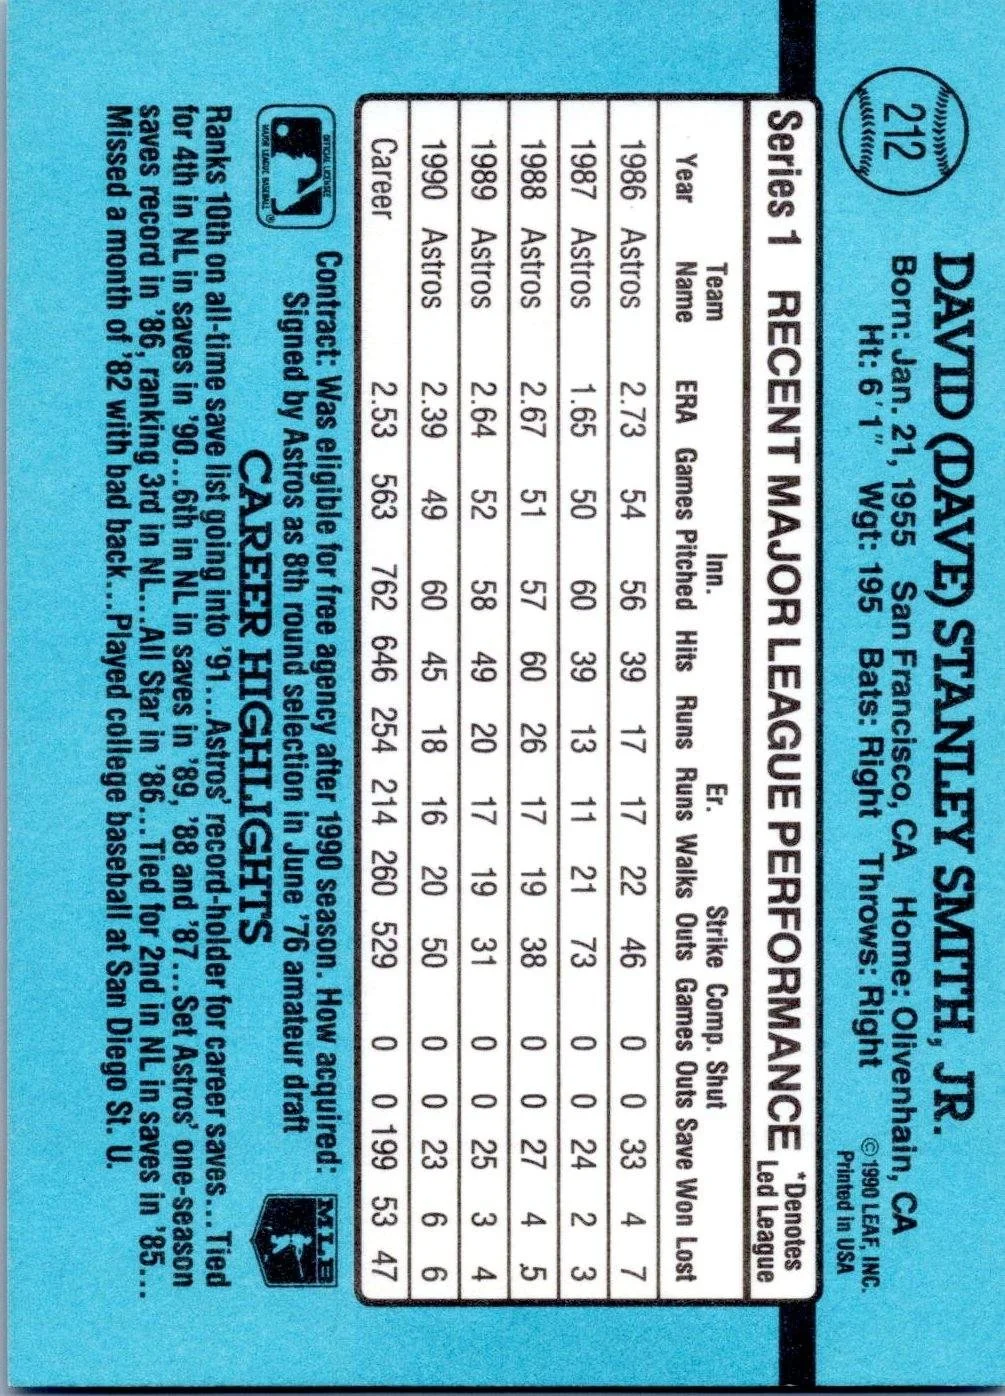 212
DAVID (DAVE) STANLEY SMITH, JR.
Born: Jan. 21, 1955 San Francisco, CA Home: Olivenhain, CA
Ht: 6'1" Wgt: 195 Bats: Right Throws: Right
© 1990 LEAF, INC.
Printed in USA
Series 1 RECENT MAJOR LEAGUE PERFORMANCE *Denotes Led League
Team Inn. Er. Strike Comp. Shut
Year Name ERA Games Pitched Hits Runs Runs Walks Outs Games Outs Save Won Lost
1986 Astros 2.73 54 56 39 17 17 22 46 0 0 33 4 7
1987 Astros 1.65 50 60 39 13 11 21 73 0 0 24 2 3
1988 Astros 2.67 51 57 60 26 17 19 38 0 0 27 4 5
1989 Astros 2.64 52 58 49 20 17 19 31 0 0 25 3 4
1990 Astros 2.39 49 60 45 18 16 20 50 0 0 23 6 6
Career 2.53 563 762 646 254 214 260 529 0 0 199 53 47
OFFICIAL LICENSEE
MAJOR LEAGUE BASEBALL
®
Contract: Was eligible for free agency after 1990 season. How acquired:
Signed by Astros as 8th round selection in June '76 amateur draft
MLB
CAREER HIGHLIGHTS
Ranks 10th on all-time save list going into '91...Astros' record-holder for career saves...Tied
for 4th in NL in saves in '90...6th in NL in saves in '89, '88 and '87...Set Astros' one-season
saves record in '86, ranking 3rd in NL...All Star in '86...Tied for 2nd in NL in saves in '85...
Missed a month of '82 with bad back...Played college baseball at San Diego St. U.